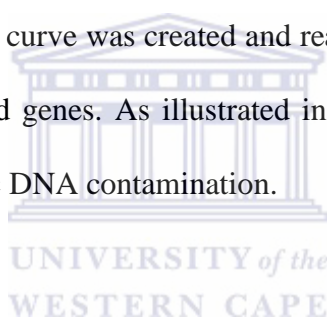 curve was created and rea
d genes. As illustrated in
DNA contamination.
UNIVERSITY of the
WESTERN CAPE